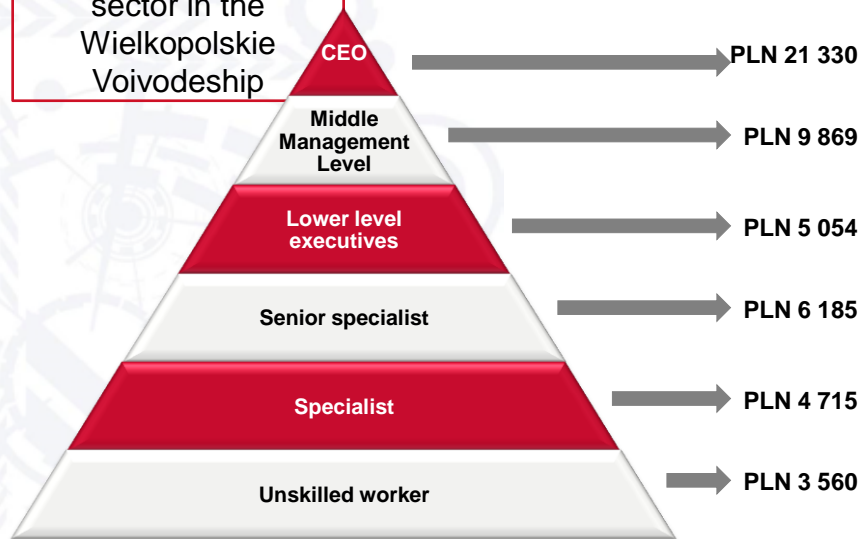 sector in the
Wielkopolskie
Voivodeship
CEO
PLN 21 330
Middle
Management
Level
PLN 9 869
Lower level
executives
PLN 5 054
Senior specialist
PLN 6 185
Specialist
PLN 4 715
Unskilled worker
PLN 3 560